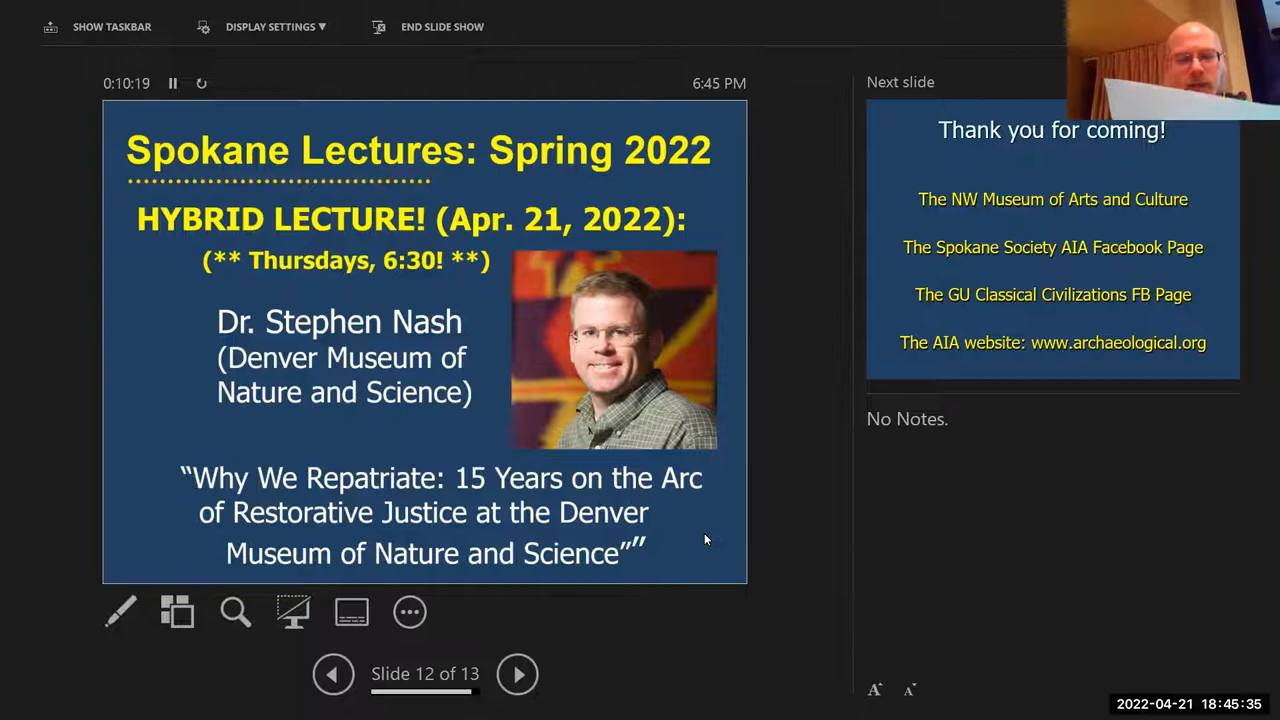 SHOW TASKBAR
DISPLAY SETTINGS ▼
END SLIDE SHOW
0:10:19
6:45 PM
Spokane Lectures: Spring 2022
HYBRID LECTURE! (Apr. 21, 2022):
(** Thursdays, 6:30! **)
Dr. Stephen Nash
(Denver Museum of
Nature and Science)
“Why We Repatriate: 15 Years on the Arc
of Restorative Justice at the Denver
Museum of Nature and Science””
Slide 12 of 13
Next slide
Thank you for coming!
The NW Museum of Arts and Culture
The Spokane Society AIA Facebook Page
The GU Classical Civilizations FB Page
The AIA website: www.archaeological.org
No Notes.
A A
2022-04-21 18:45:35